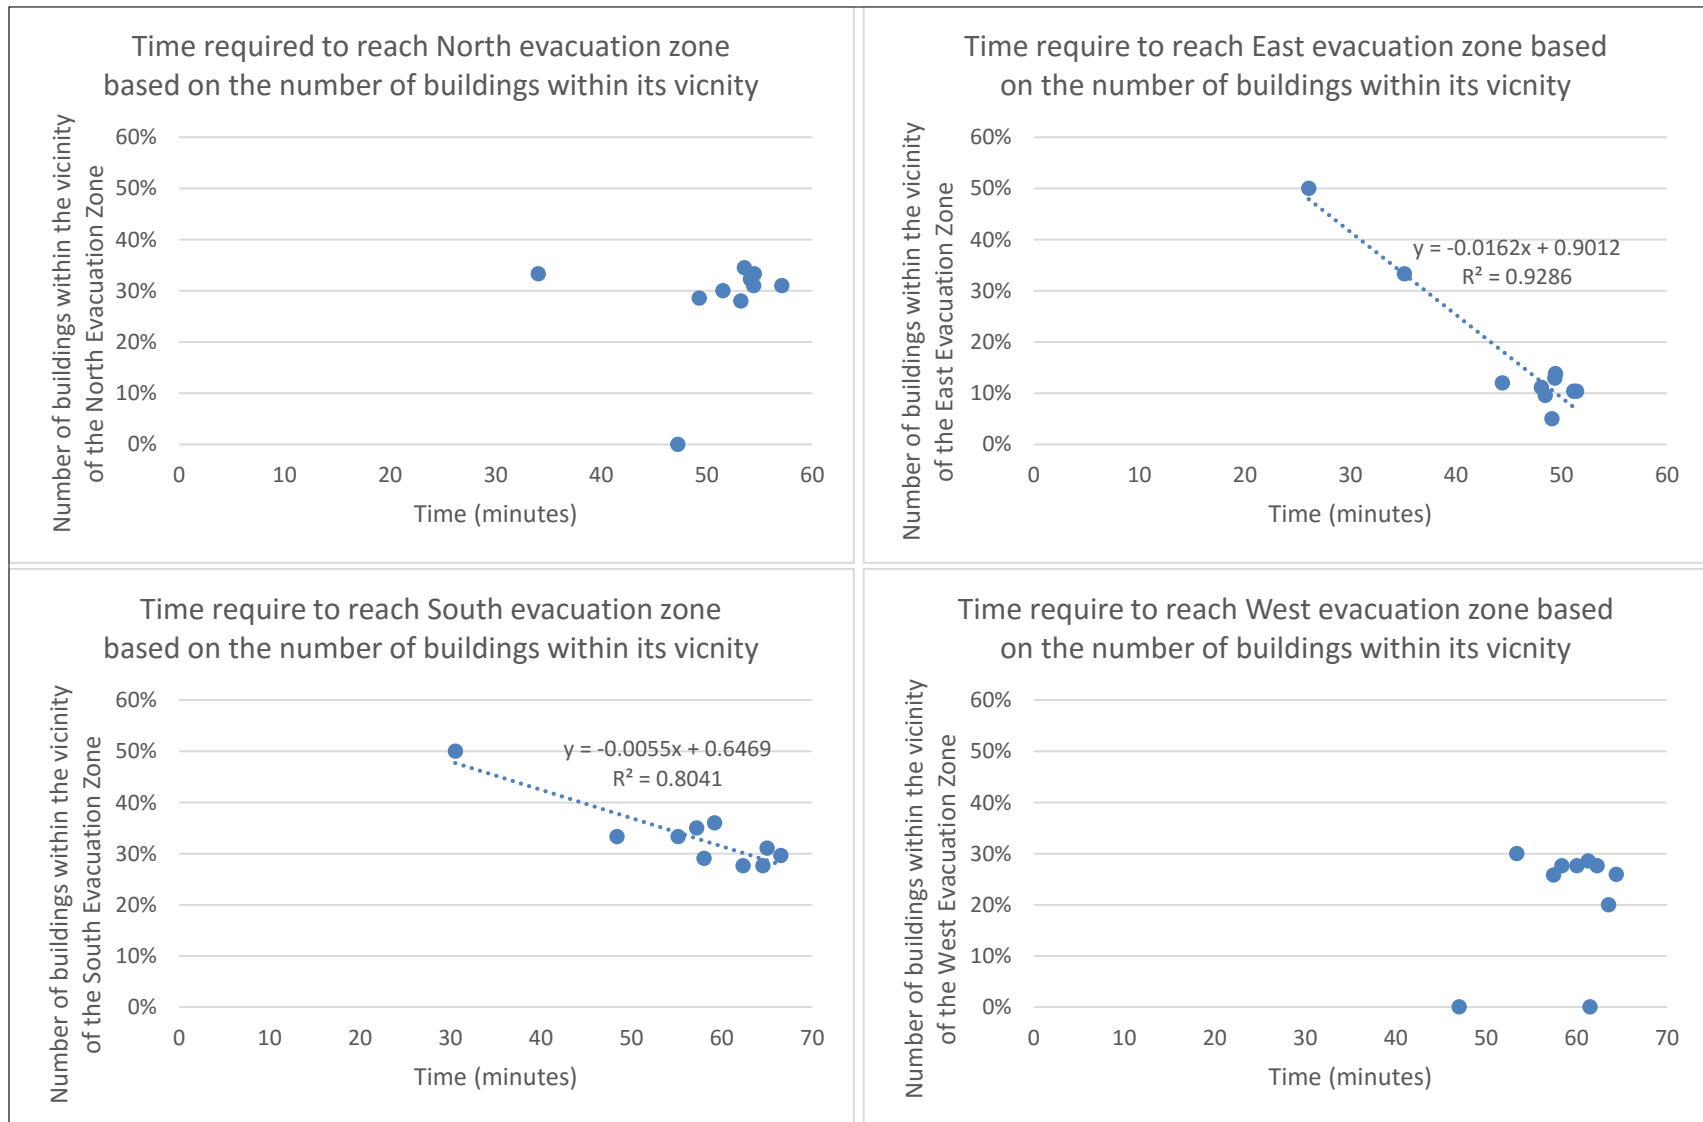 Time required to reach North evacuation zone
based on the number of buildings within its vicnity
Number of buildings within the vicinity
of the North Evacuation Zone
60%
50%
40%
30%
20%
10%
0%
0 10 20 30 40 50 60
Time (minutes)
Time require to reach East evacuation zone based
on the number of buildings within its vicnity
Number of buildings within the vicinity
of the East Evacuation Zone
60%
50%
40%
30%
20%
10%
0%
y = -0.0162x + 0.9012
R² = 0.9286
0 10 20 30 40 50 60
Time (minutes)
Time require to reach South evacuation zone
based on the number of buildings within its vicnity
Number of buildings within the vicinity
of the South Evacuation Zone
60%
50%
40%
30%
20%
10%
0%
y = -0.0055x + 0.6469
R² = 0.8041
0 10 20 30 40 50 60 70
Time (minutes)
Time require to reach West evacuation zone based
on the number of buildings within its vicnity
Number of buildings within the vicinity
of the West Evacuation Zone
60%
50%
40%
30%
20%
10%
0%
0 10 20 30 40 50 60 70
Time (minutes)